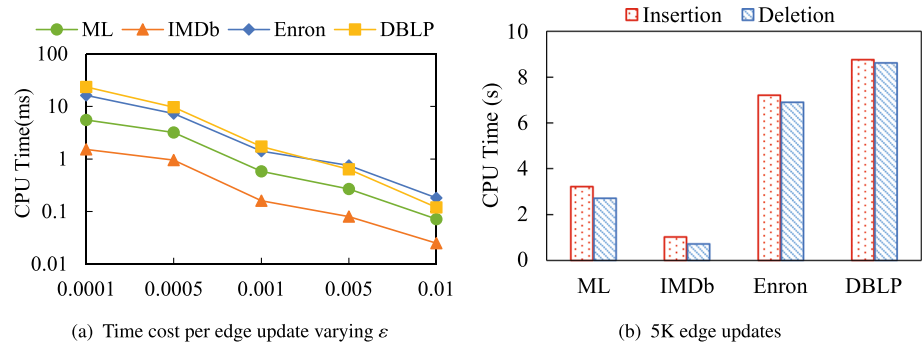 ML IMDb Enron DBLP
CPU Time(ms)
100
10
1
0.1
0.01
0.0001 0.0005 0.001 0.005 0.01
(a) Time cost per edge update varying ε
Insertion Deletion
CPU Time (s)
10
8
6
4
2
0
ML IMDb Enron DBLP
(b) 5K edge updates